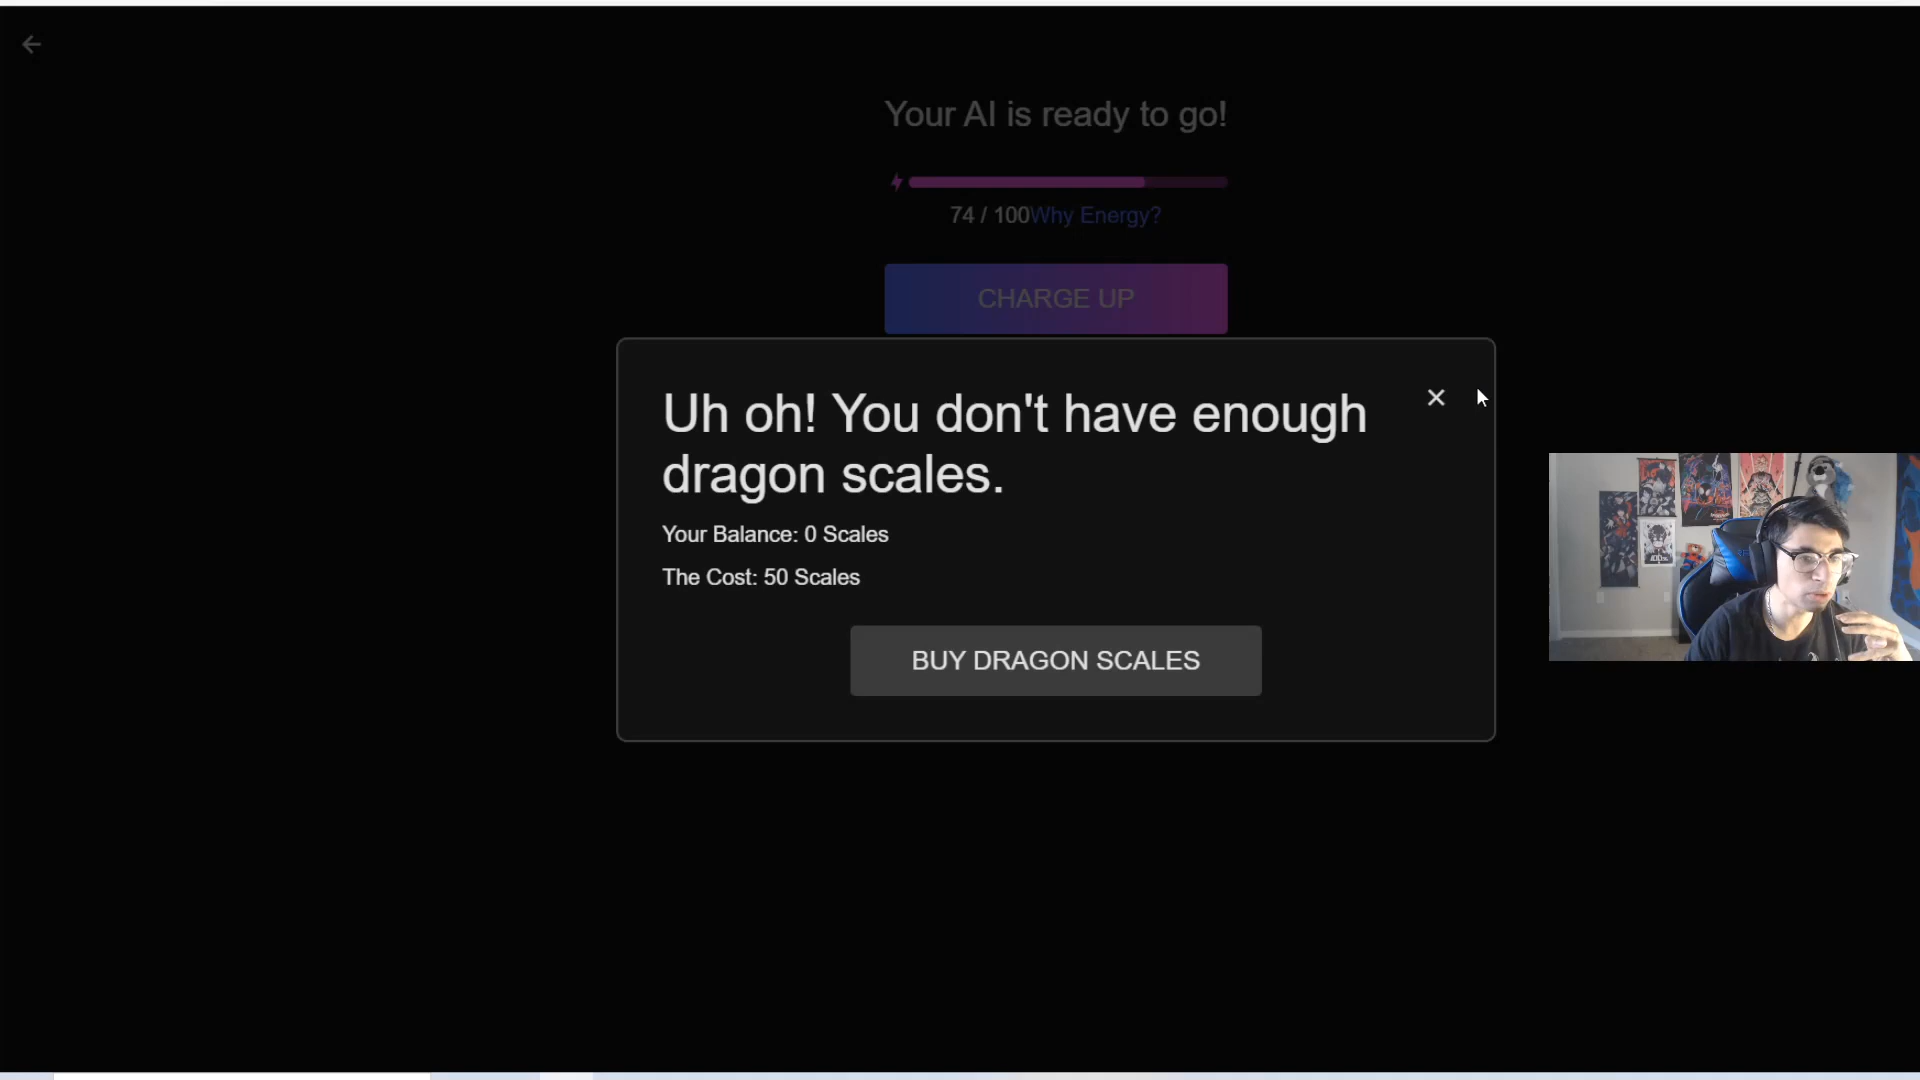 Your AI is ready to go!
74 / 100Why Energy?
CHARGE UP
Uh oh! You don't have enough
dragon scales.
Your Balance: 0 Scales
The Cost: 50 Scales
BUY DRAGON SCALES